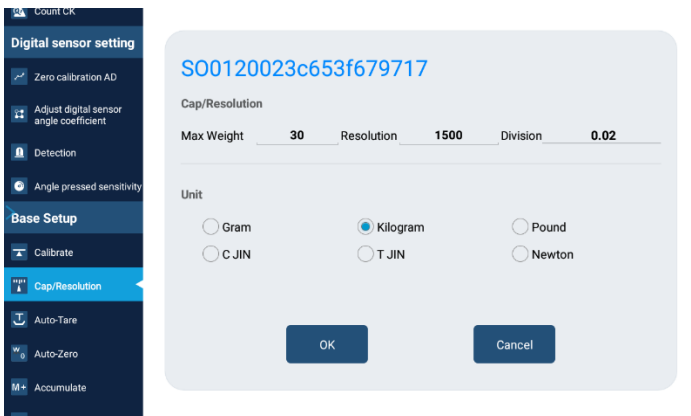 Count CK
Digital sensor setting
Zero calibration AD
Adjust digital sensor
angle coefficient
Detection
Angle pressed sensitivity
Base Setup
Calibrate
Cap/Resolution
Auto-Tare
Auto-Zero
M+ Accumulate
SO0120023c653f679717
Cap/Resolution
Max Weight 30 Resolution 1500 Division 0.02
Unit
Gram Kilogram Pound
C JIN T JIN Newton
OK Cancel